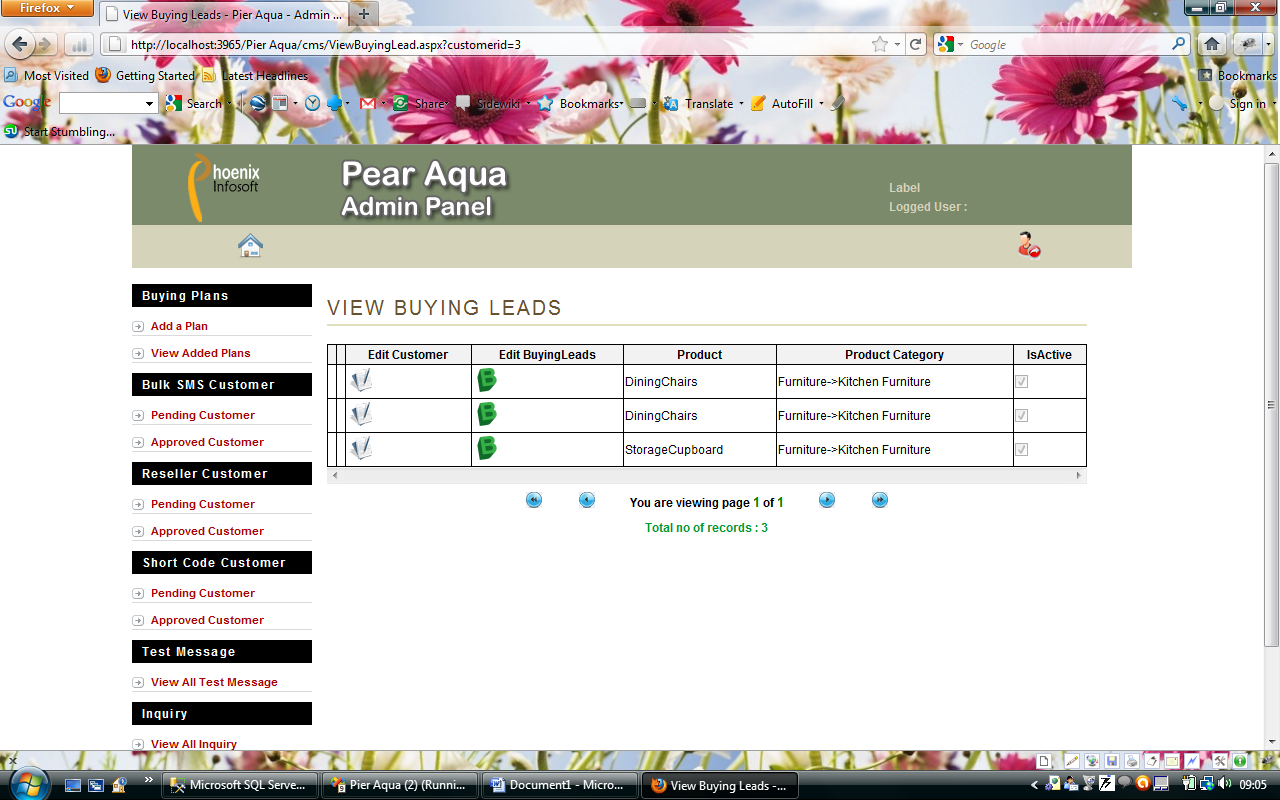 Firefox
View Buying Leads - Pier Aqua - Admin ...
http://localhost:3965/Pier Aqua/cms/ViewBuyingLead.aspx?customerid=3
Google
Most Visited Getting Started Latest Headlines Bookmarks
Google Search Share Sidewiki Bookmarks Translate AutoFill Sign in
Start Stumbling...
Phoenix
Infosoft
Pear Aqua
Admin Panel
Label
Logged User :
Buying Plans
Add a Plan
View Added Plans
Bulk SMS Customer
Pending Customer
Approved Customer
Reseller Customer
Pending Customer
Approved Customer
Short Code Customer
Pending Customer
Approved Customer
Test Message
View All Test Message
Inquiry
View All Inquiry
VIEW BUYING LEADS
Edit Customer Edit BuyingLeads Product Product Category IsActive
DiningChairs Furniture->Kitchen Furniture
DiningChairs Furniture->Kitchen Furniture
StorageCupboard Furniture->Kitchen Furniture
You are viewing page 1 of 1
Total no of records : 3
Microsoft SQL Serve... Pier Aqua (2) (Runni... Document1 - Micro... View Buying Leads -... 09:05